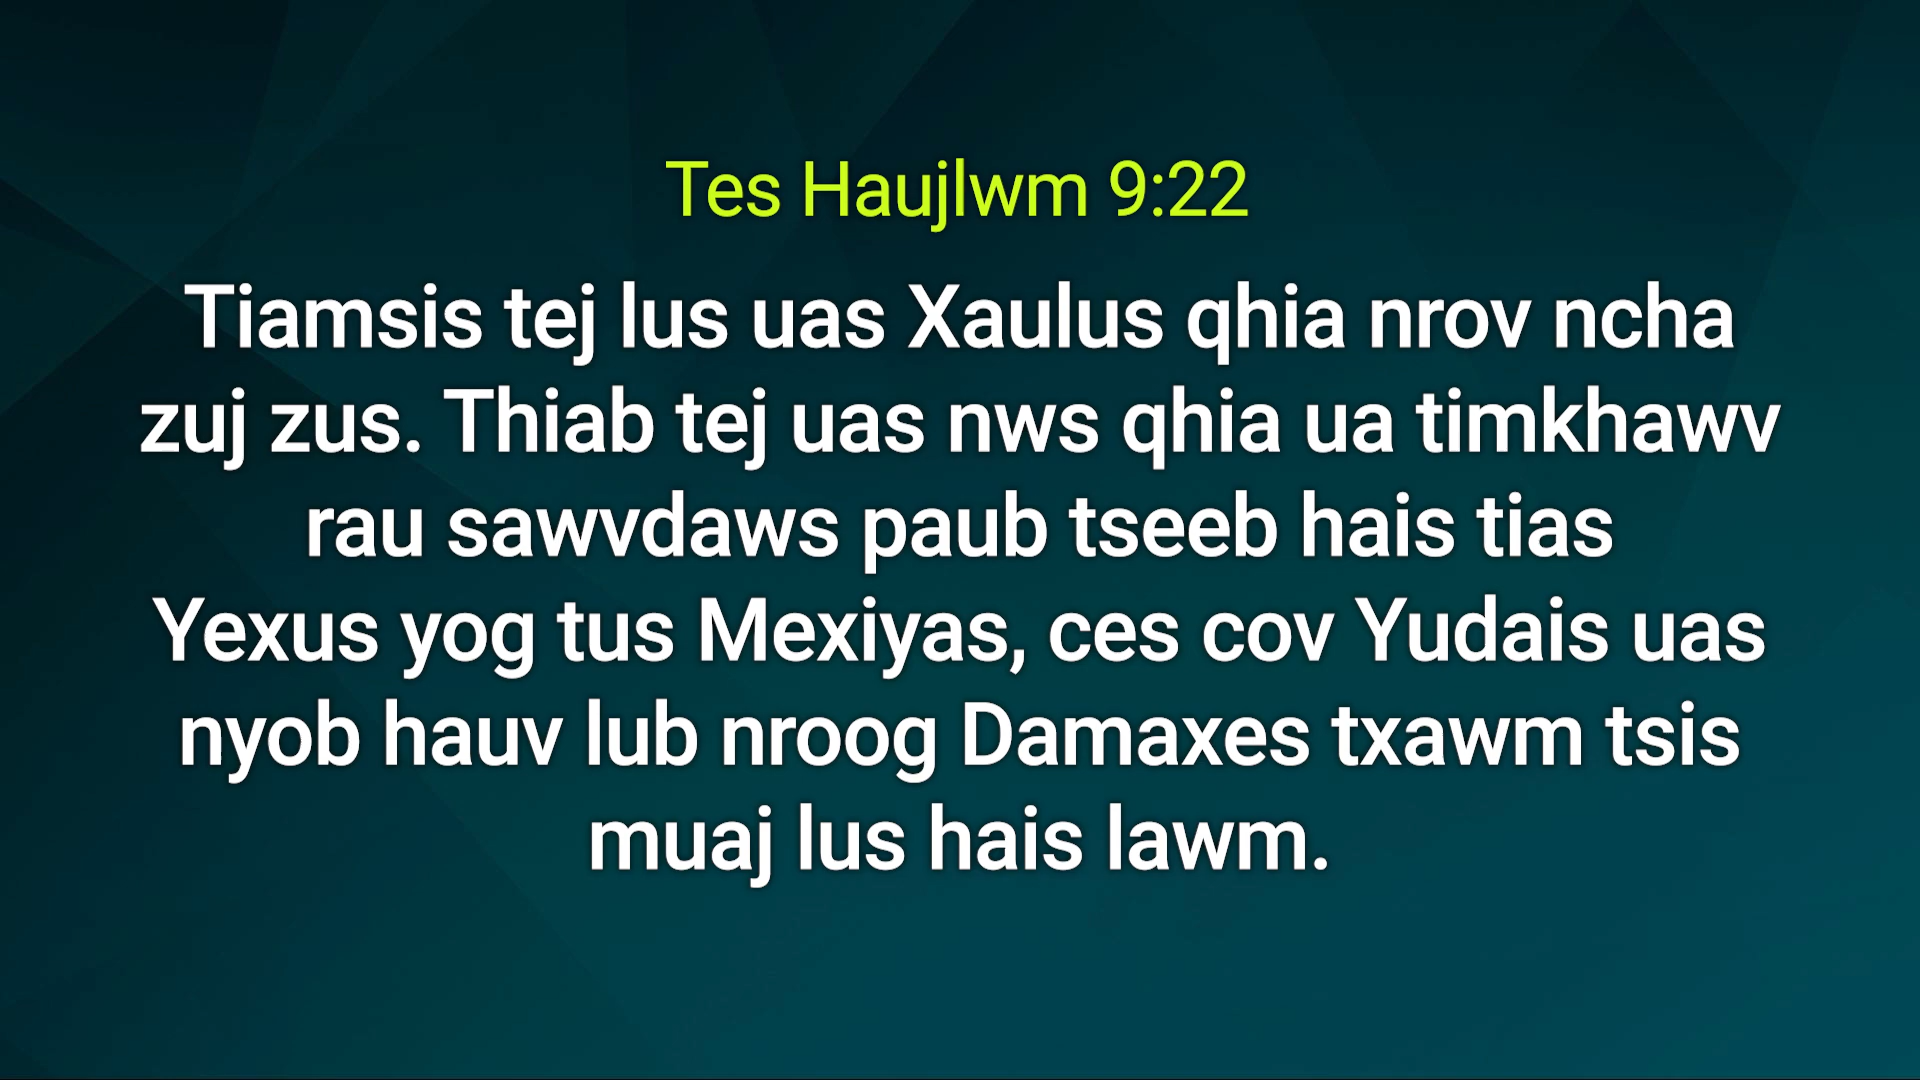 Tes Haujlwm 9:22
Tiamsis tej lus uas Xaulus qhia nrov ncha
zuj zus. Thiab tej uas nws qhia ua timkhawv
rau sawvdaws paub tseeb hais tias
Yexus yog tus Mexiyas, ces cov Yudais uas
nyob hauv lub nroog Damaxes txawm tsis
muaj lus hais lawm.